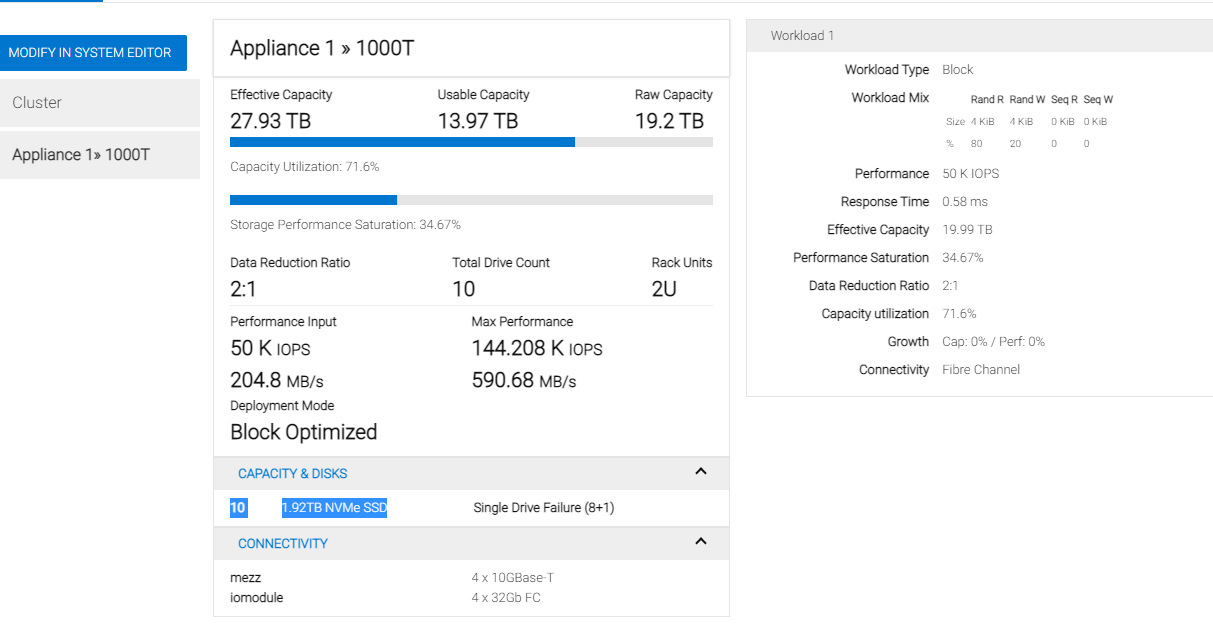 MODIFY IN SYSTEM EDITOR
Cluster
Appliance 1» 1000T
Appliance 1 » 1000T
Effective Capacity Usable Capacity Raw Capacity
27.93 TB 13.97 TB 19.2 TB
Capacity Utilization: 71.6%
Storage Performance Saturation: 34.67%
Data Reduction Ratio Total Drive Count Rack Units
2:1 10 2U
Performance Input Max Performance
50 K IOPS 144.208 K IOPS
204.8 MB/s 590.68 MB/s
Deployment Mode
Block Optimized
CAPACITY & DISKS
10 1.92TB NVMe SSD Single Drive Failure (8+1)
CONNECTIVITY
mezz 4 x 10GBase-T
iomodule 4 x 32Gb FC
Workload 1
Workload Type Block
Workload Mix Rand R Rand W Seq R Seq W
Size 4 KiB 4 KiB 0 KiB 0 KiB
% 80 20 0 0
Performance 50 K IOPS
Response Time 0.58 ms
Effective Capacity 19.99 TB
Performance Saturation 34.67%
Data Reduction Ratio 2:1
Capacity utilization 71.6%
Growth Cap: 0% / Perf: 0%
Connectivity Fibre Channel